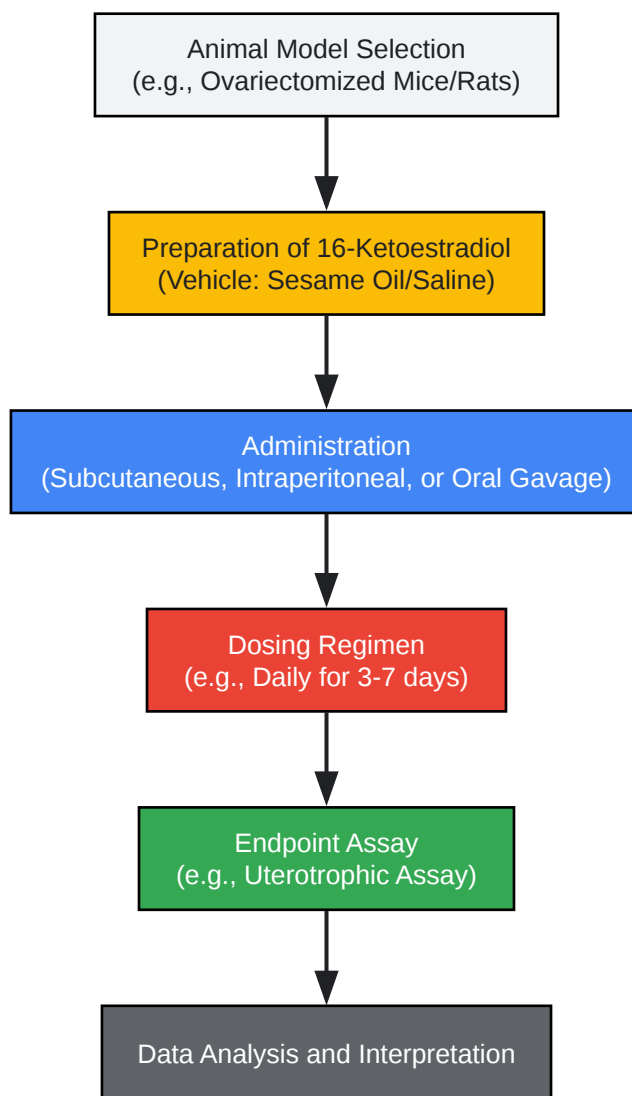 Animal Model Selection
(e.g., Ovariectomized Mice/Rats)
Preparation of 16-Ketoestradiol
(Vehicle: Sesame Oil/Saline)
Administration
(Subcutaneous, Intraperitoneal, or Oral Gavage)
Dosing Regimen
(e.g., Daily for 3-7 days)
Endpoint Assay
(e.g., Uterotrophic Assay)
Data Analysis and Interpretation